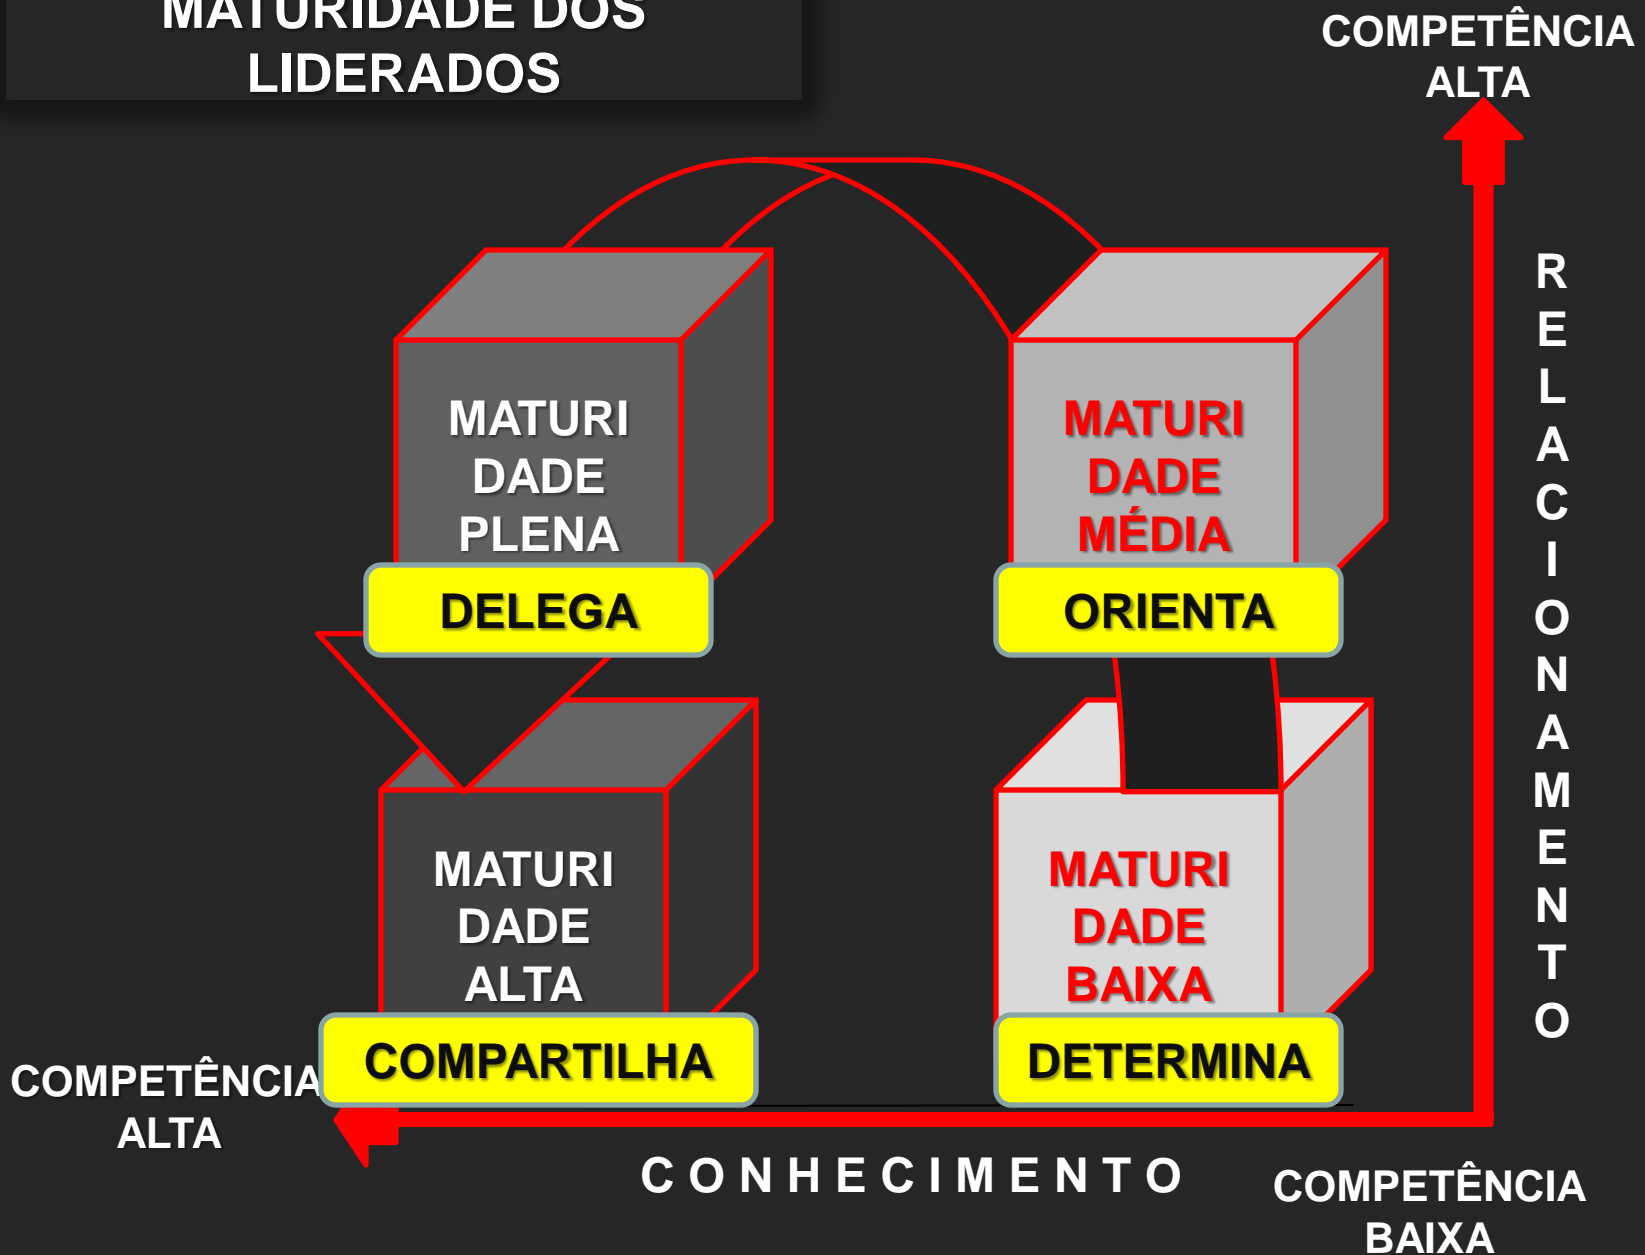 MATURIDADE DOS
LIDERADOS
COMPETÊNCIA
ALTA
MATURI
DADE
PLENA
DELEGA
MATURI
DADE
MÉDIA
ORIENTA
R
E
L
A
C
I
O
N
A
M
E
N
T
O
MATURI
DADE
ALTA
COMPARTILHA
MATURI
DADE
BAIXA
DETERMINA
COMPETÊNCIA
ALTA
C O N H E C I M E N T O
COMPETÊNCIA
BAIXA